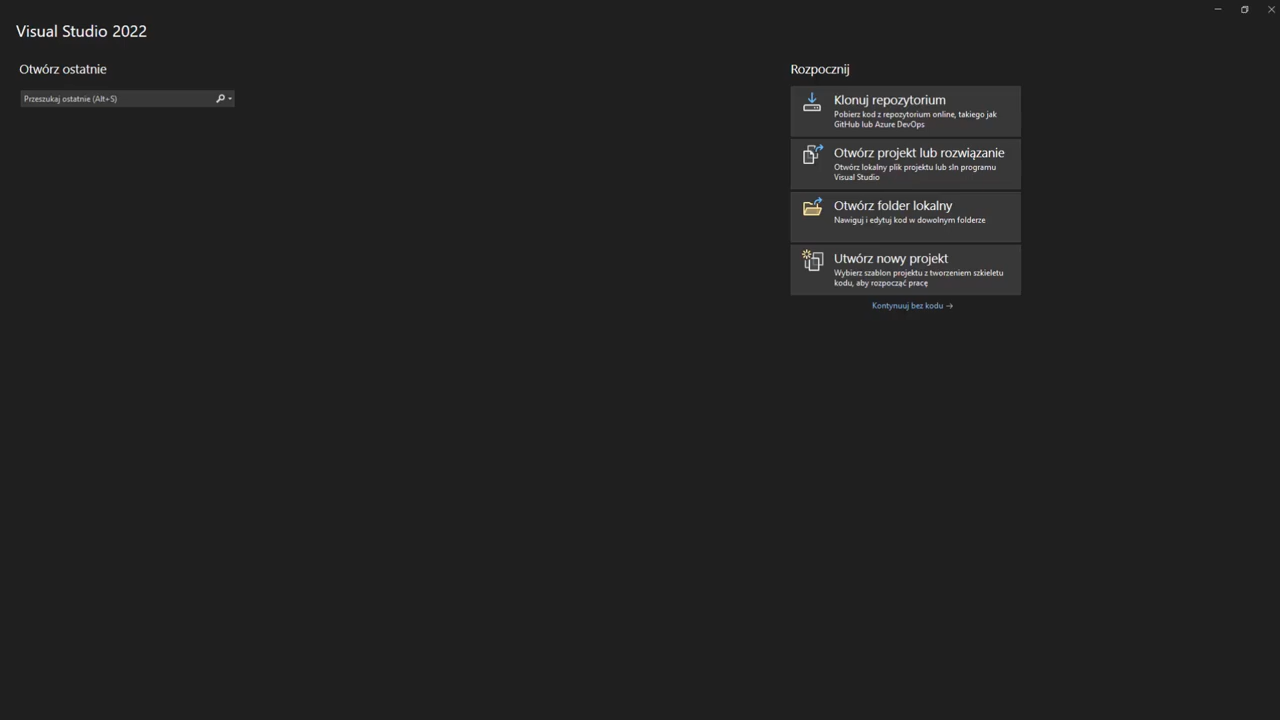 Visual Studio 2022
Otwórz ostatnie
Przeszukaj ostatnie (Alt+S)
Rozpocznij
Klonuj repozytorium
Pobierz kod z repozytorium online, takiego jak
GitHub lub Azure DevOps
Otwórz projekt lub rozwiązanie
Otwórz lokalny plik projektu lub sln programu
Visual Studio
Otwórz folder lokalny
Nawiguj i edytuj kod w dowolnym folderze
Utwórz nowy projekt
Wybierz szablon projektu z tworzeniem szkieletu
kodu, aby rozpocząć pracę
Kontynuuj bez kodu →